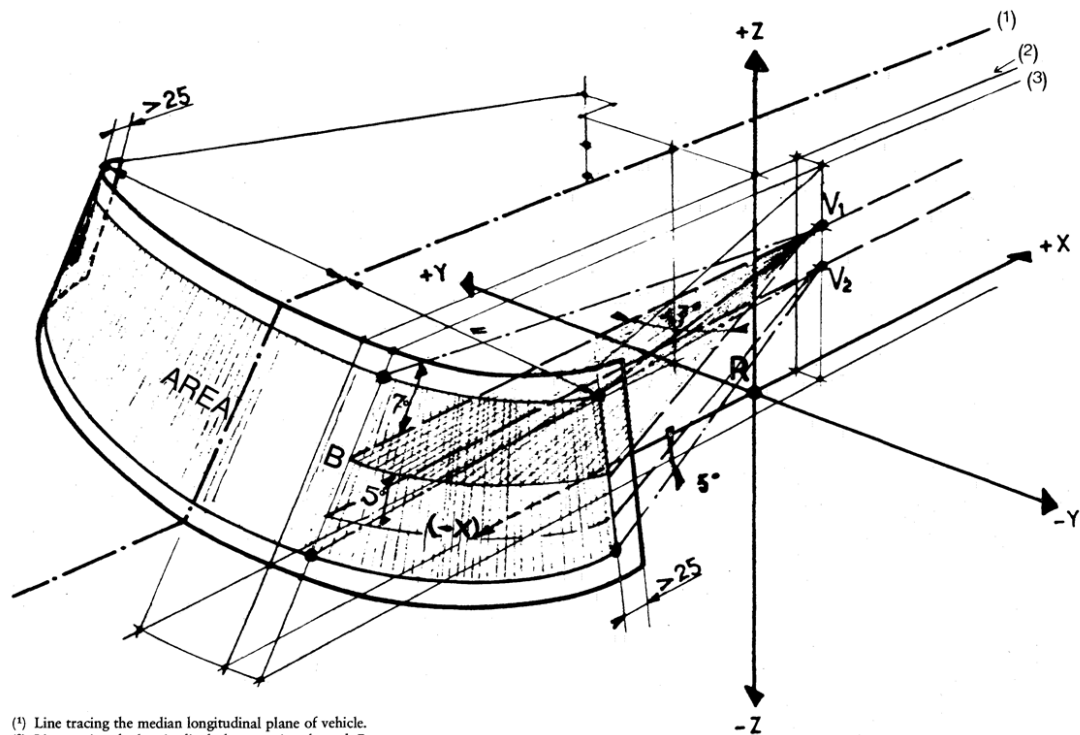 +Z
(1)
(2)
(3)
>25
V1
V2
+X
+Y
7°
R
AREA
7°
B
5°
5°
(-X)
-Y
>25
-Z
(1) Line tracing the median longitudinal plane of vehicle.